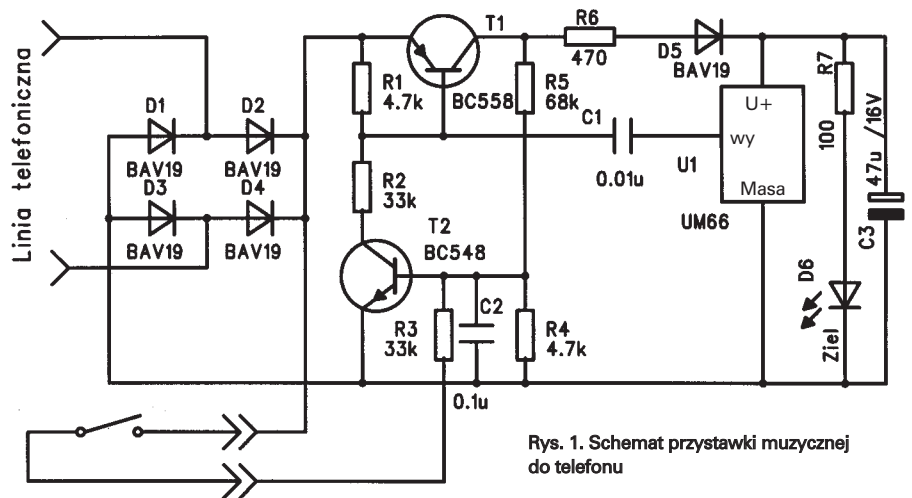 Linia telefoniczna
D1
BAV19
D2
BAV19
D3
BAV19
D4
BAV19
R1
4.7k
R2
33k
T1
BC558
T2
BC548
R3
33k
C2
0.1u
R4
4.7k
R5
68k
R6
470
C1
0.01u
D5
BAV19
U1
U+
wy
Masa
UM66
R7
100
D6
Ziel
C3
47u /16V
Rys. 1. Schemat przystawki muzycznej
do telefonu